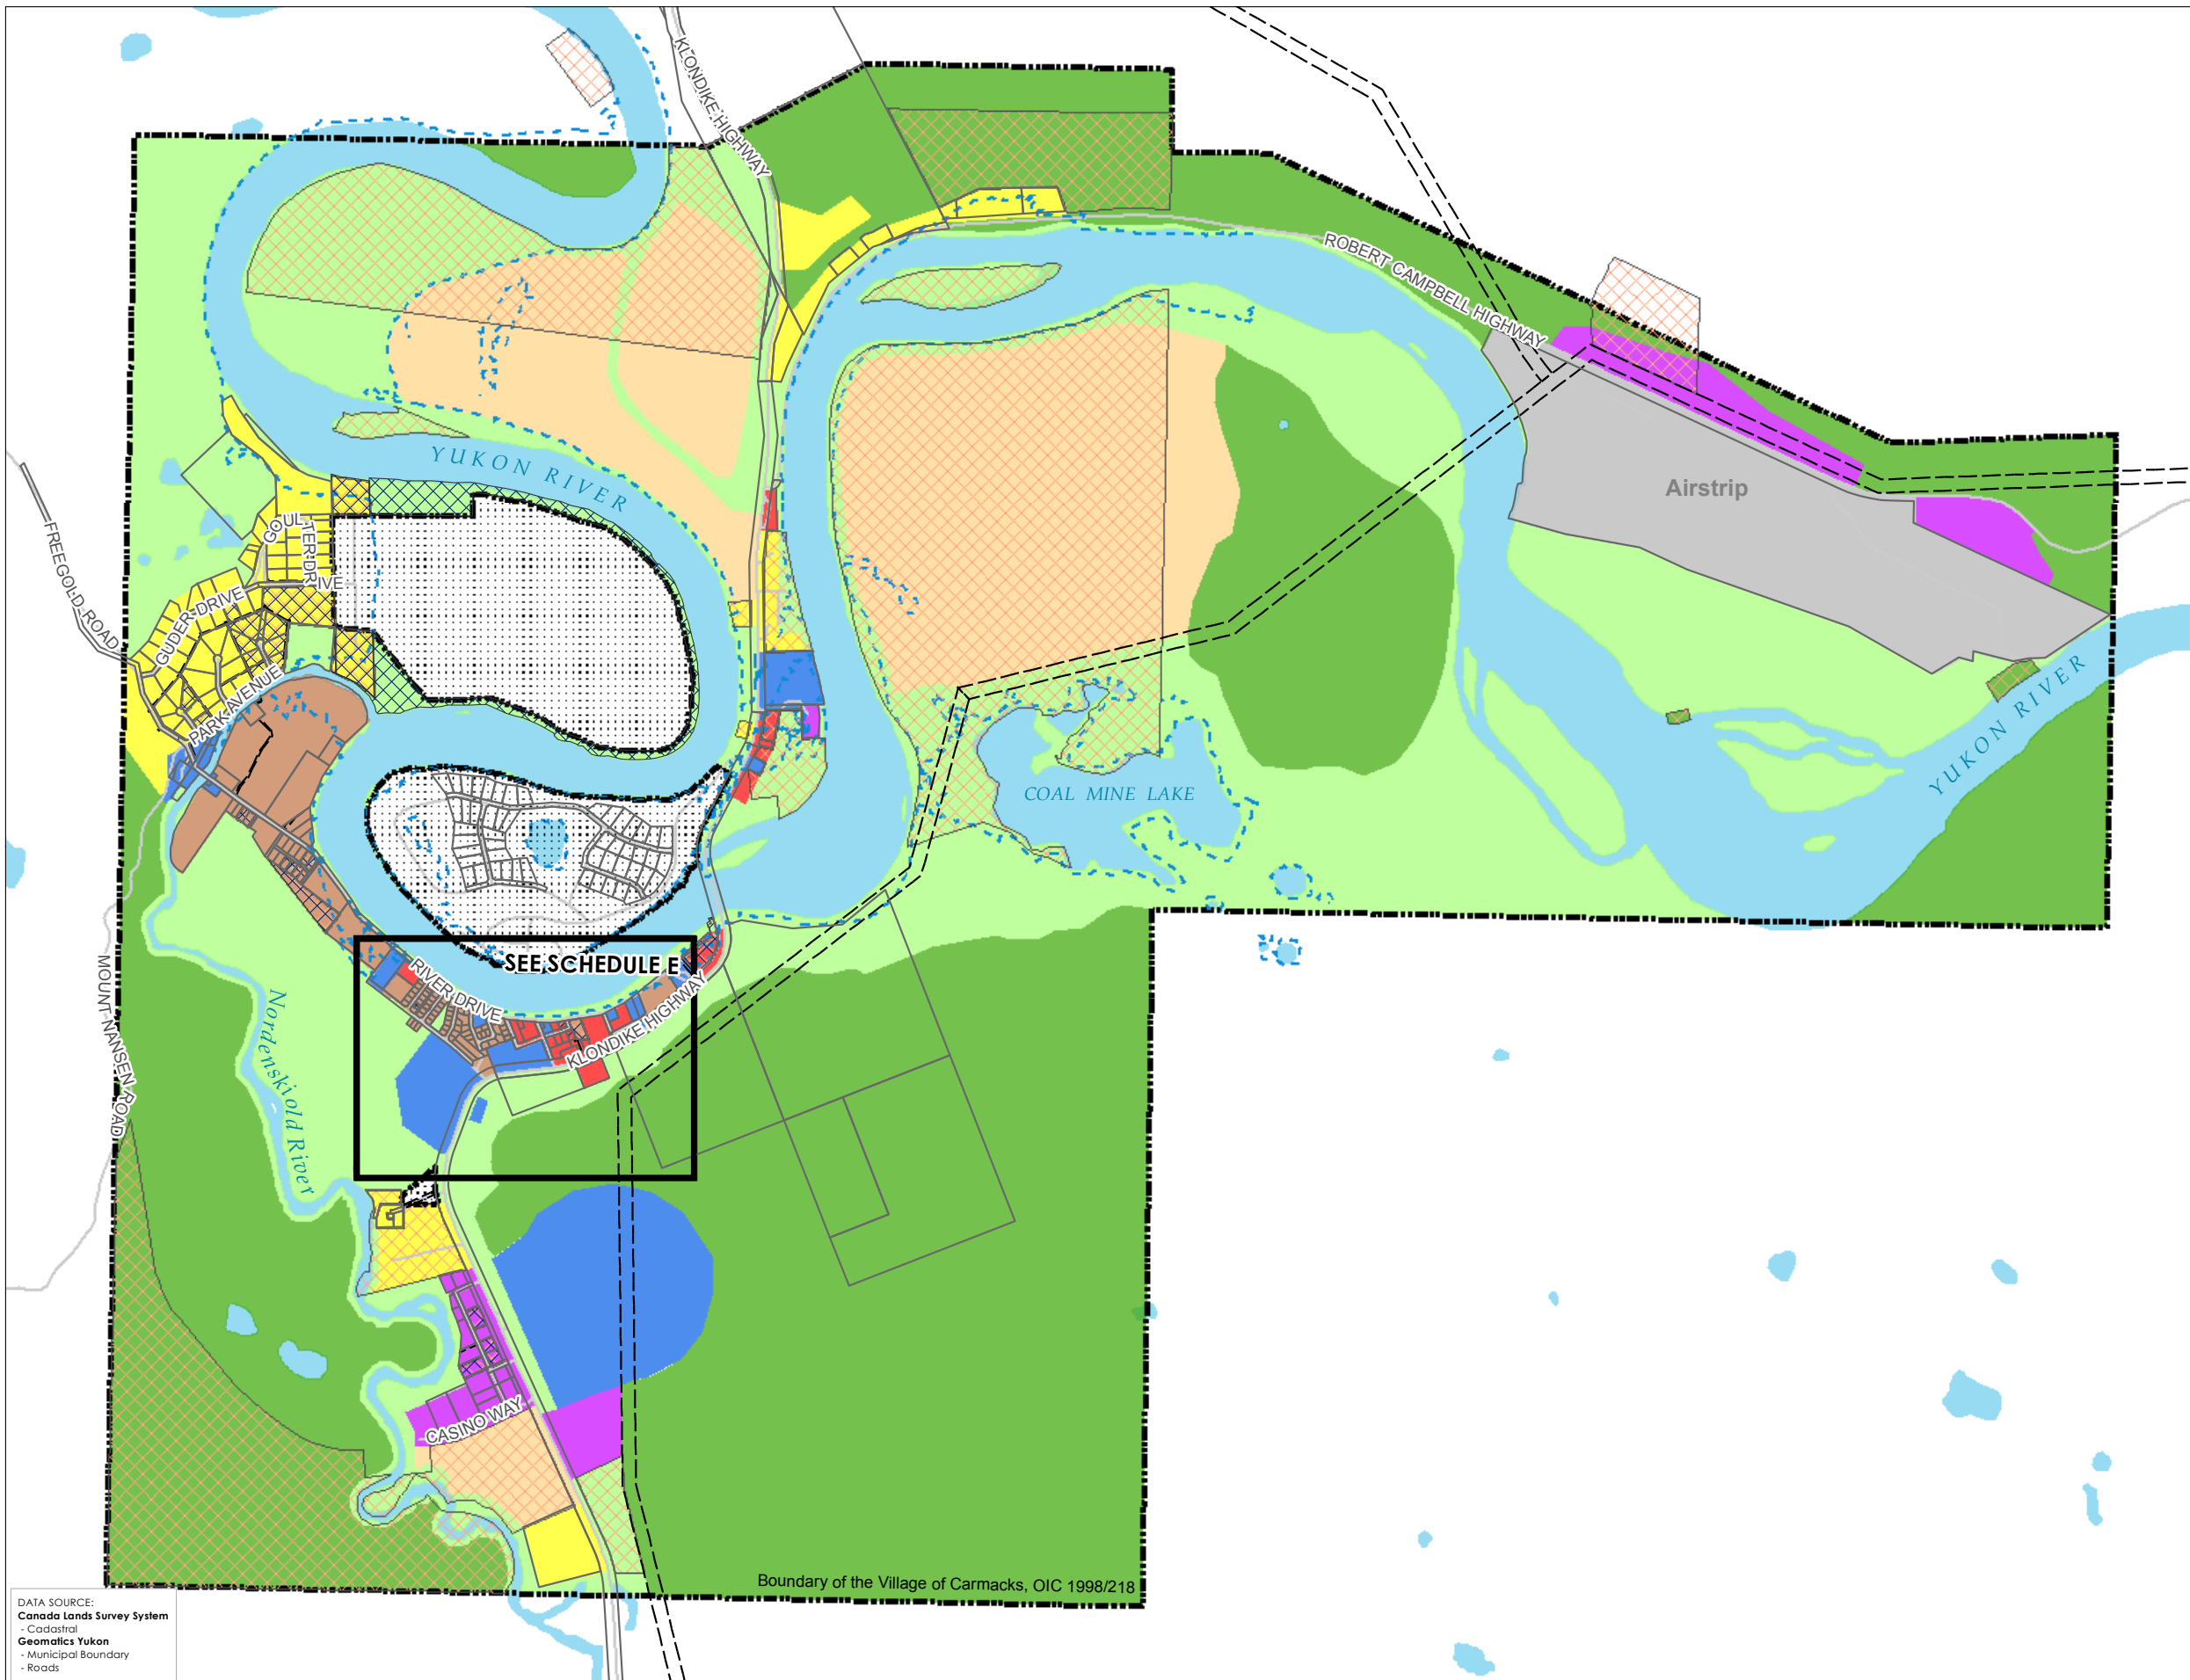 KLONDIKE HIGHWAY
ROBERT CAMPBELL HIGHWAY
YUKON RIVER
Airstrip
FREEGOLD ROAD
GOULTER DRIVE
GUDER DRIVE
PARK AVENUE
YUKON RIVER
COAL MINE LAKE
SEE SCHEDULE E
RIVER DRIVE
KLONDIKE HIGHWAY
MOUNT NANSEN ROAD
Nordenskiold River
CASINO WAY
Boundary of the Village of Carmacks, OIC 1998/218
DATA SOURCE:
Canada Lands Survey System
- Cadastral
Geomatics Yukon
- Municipal Boundary
- Roads